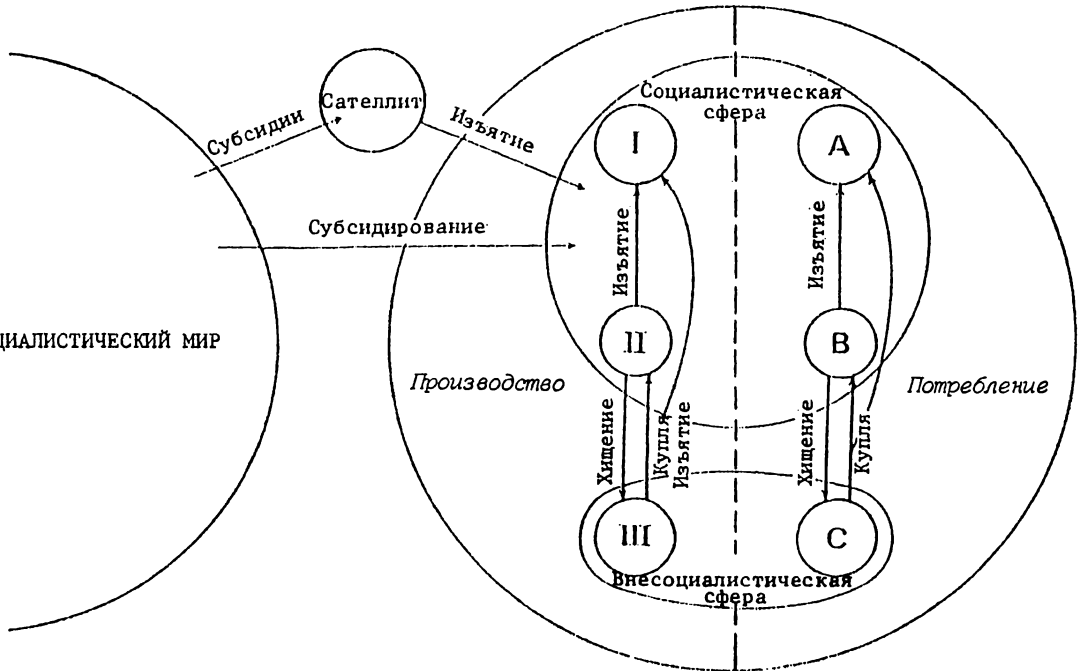 Социалистическая
сфера
Сателлит
Субсидии
Изъятие
I
A
Субсидирование
Изъятие
Изъятие
ЦИАЛИСТИЧЕСКИЙ МИР
II
B
Производство
Потребление
Хищение
Купля
Изъятие
Хищение
Купля
III
C
Внесоциалистическая
сфера